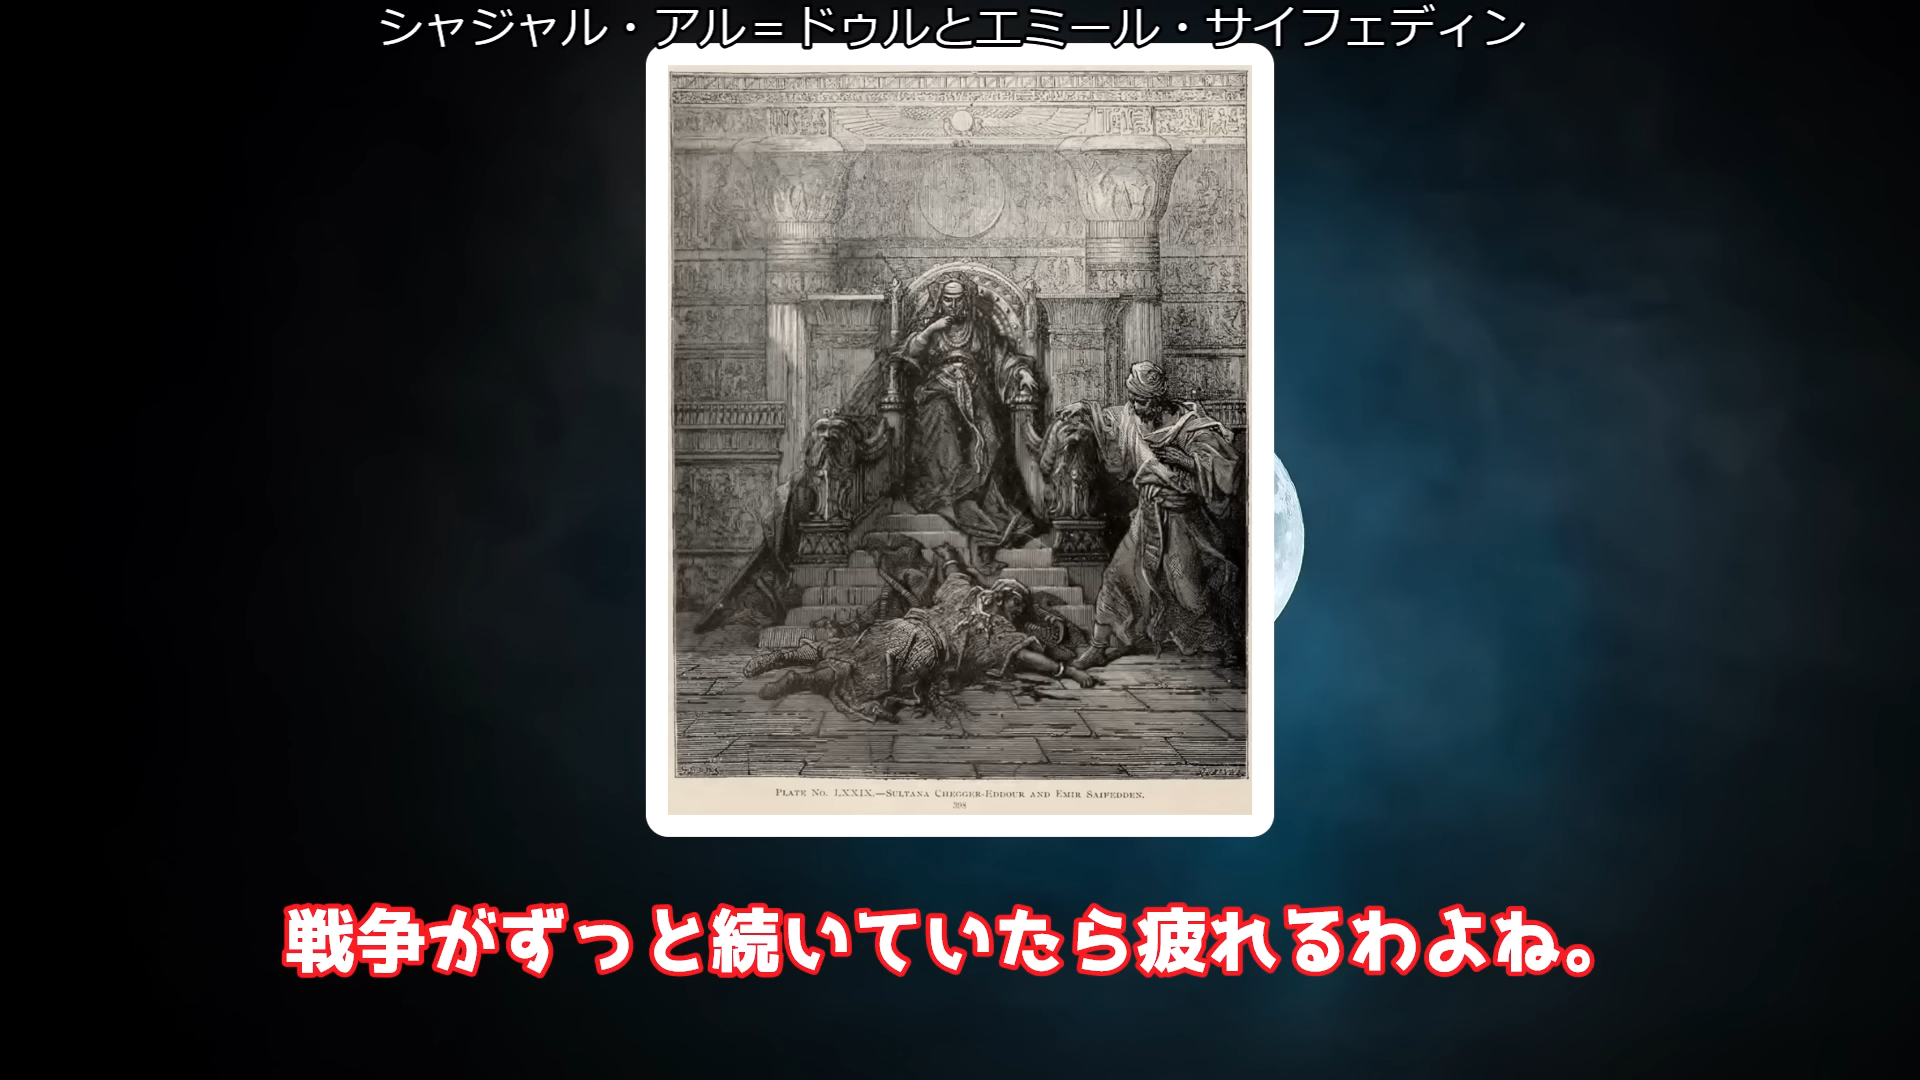 シャジャル・アル＝ドゥルとエミール・サイフェディン
PLATE NO. LXXIX.—SULTANA CHEGGER-EDDOUR AND EMIR SAIFEDDEN.
398
戦争がずっと続いていたら疲れるわよね。